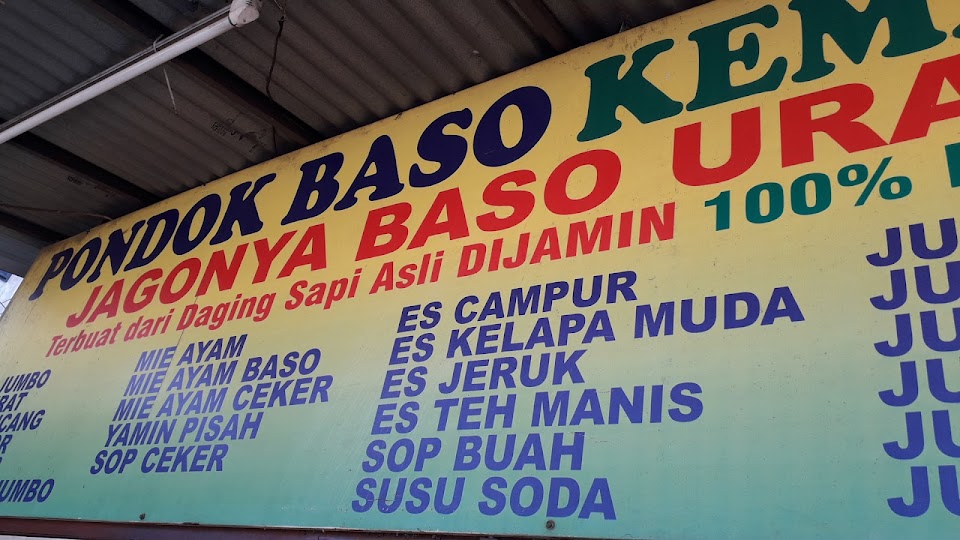 PONDOK BASO
JAGONYA BASO
Terbuat dari Daging Sapi Asli DIJAMIN 100%
JUMBO
JUMBO
MIE AYAM
MIE AYAM BASO
MIE AYAM CEKER
YAMIN PISAH
SOP CEKER
ES CAMPUR
ES KELAPA MUDA
ES JERUK
ES TEH MANIS
SOP BUAH
SUSU SODA